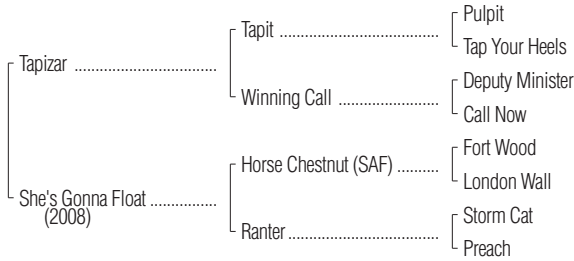 Pulpit
Tapit ......................................
Tap Your Heels
Tapizar ..................................
Deputy Minister
Winning Call ........................
Call Now
Fort Wood
Horse Chestnut (SAF) ..........
London Wall
She's Gonna Float ................
(2008)
Storm Cat
Ranter ....................................
Preach